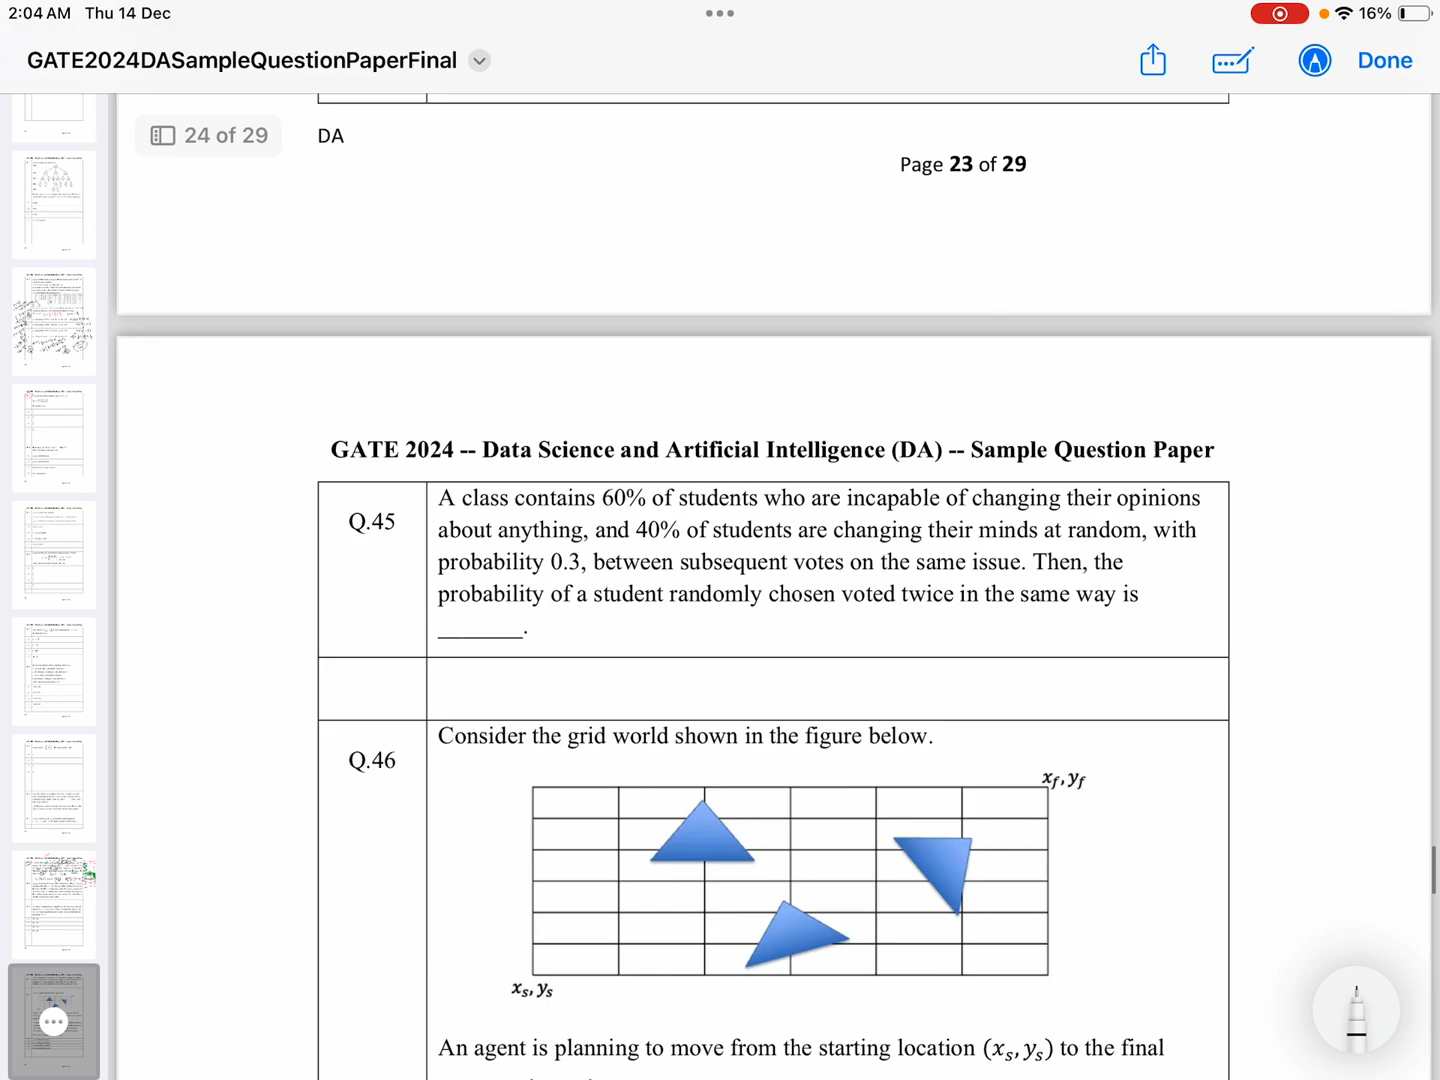 2:04 AM Thu 14 Dec
16%
GATE2024DASampleQuestionPaperFinal
Done
24 of 29
DA
Page 23 of 29
GATE 2024 -- Data Science and Artificial Intelligence (DA) -- Sample Question Paper
Q.45
A class contains 60% of students who are incapable of changing their opinions
about anything, and 40% of students are changing their minds at random, with
probability 0.3, between subsequent votes on the same issue. Then, the
probability of a student randomly chosen voted twice in the same way is
________.
Q.46
Consider the grid world shown in the figure below.
x_f, y_f
x_s, y_s
An agent is planning to move from the starting location (x_s, y_s) to the final